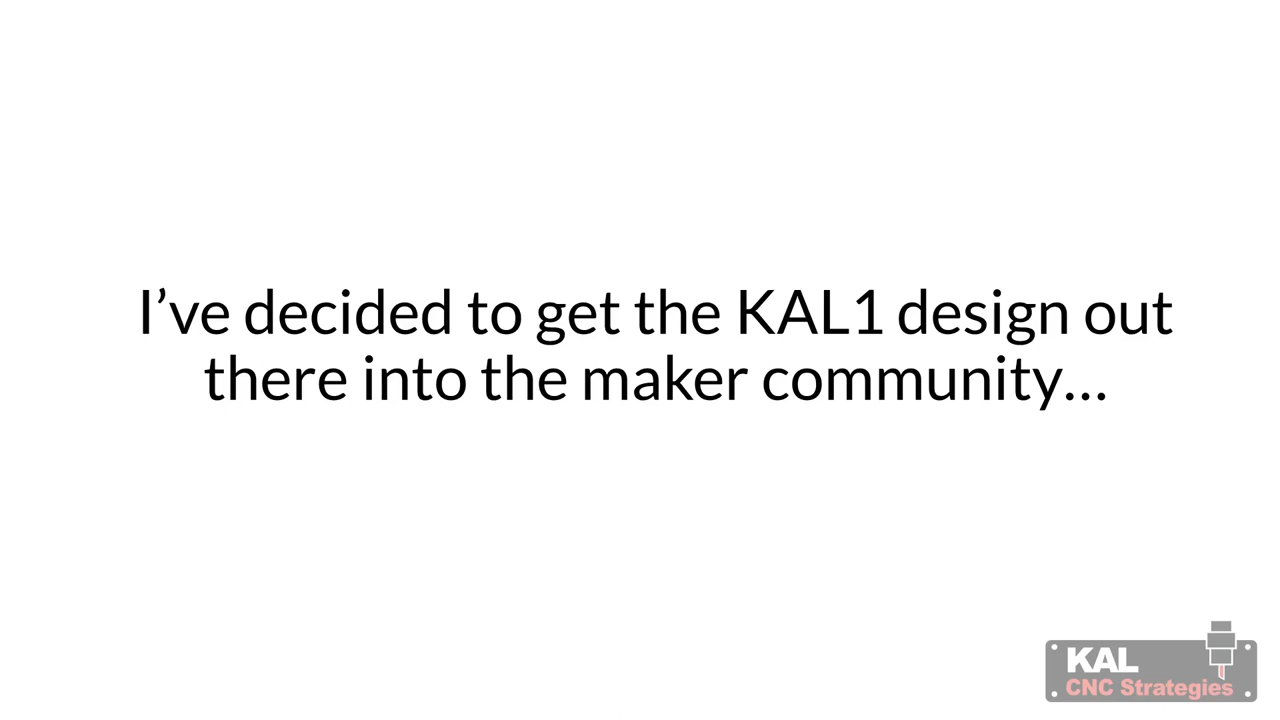 I’ve decided to get the KAL1 design out
there into the maker community…
KAL
CNC Strategies